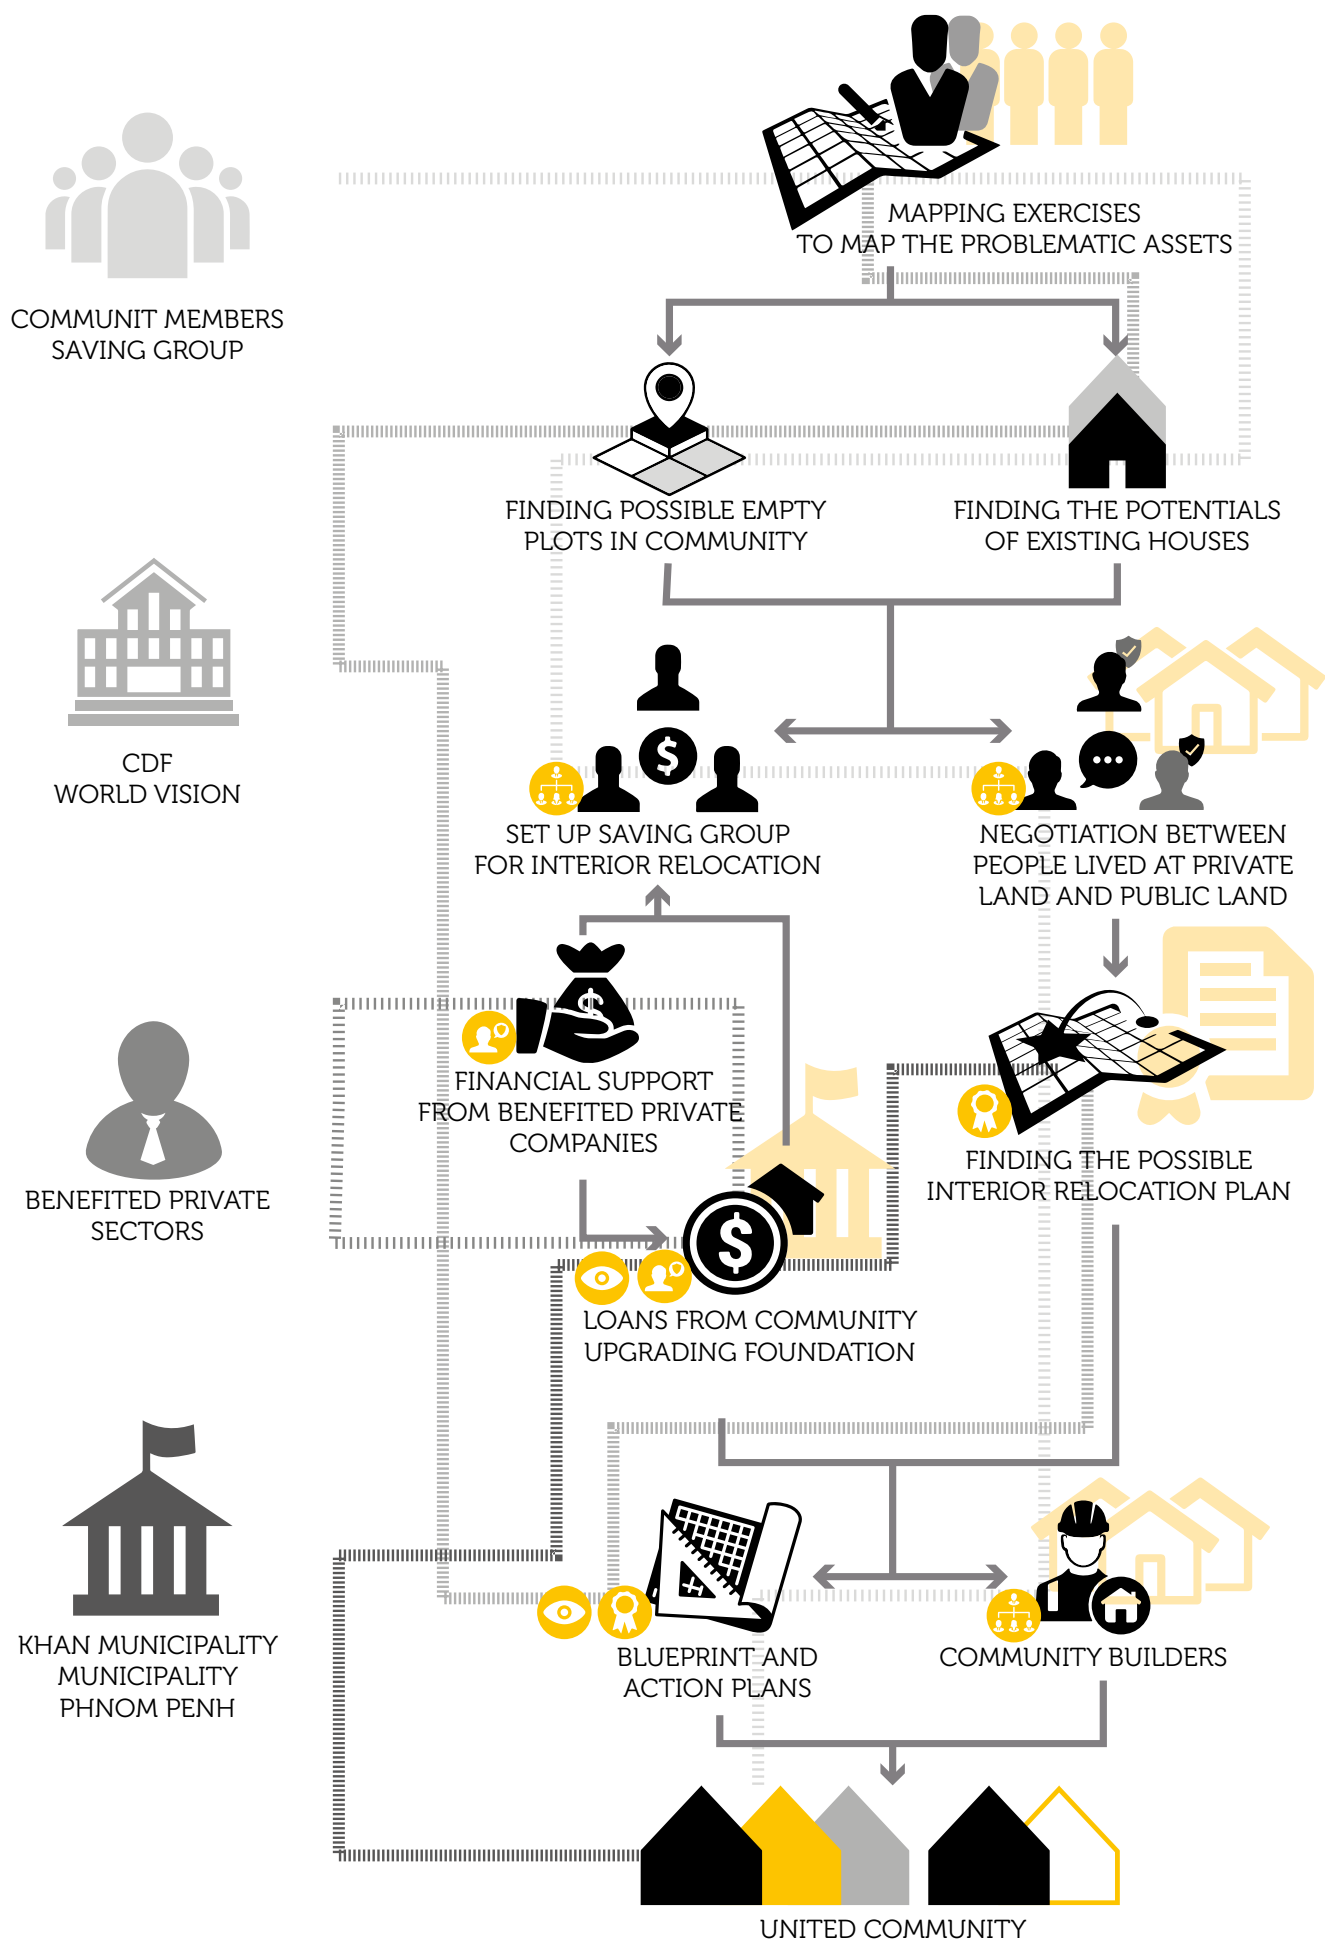 MAPPING EXERCISES
TO MAP THE PROBLEMATIC ASSETS
COMMUNIT MEMBERS
SAVING GROUP
FINDING POSSIBLE EMPTY
PLOTS IN COMMUNITY
FINDING THE POTENTIALS
OF EXISTING HOUSES
CDF
WORLD VISION
$
SET UP SAVING GROUP
FOR INTERIOR RELOCATION
NEGOTIATION BETWEEN
PEOPLE LIVED AT PRIVATE
LAND AND PUBLIC LAND
$
FINANCIAL SUPPORT
FROM BENEFITED PRIVATE
COMPANIES
FINDING THE POSSIBLE
INTERIOR RELOCATION PLAN
BENEFITED PRIVATE
SECTORS
$
LOANS FROM COMMUNITY
UPGRADING FOUNDATION
KHAN MUNICIPALITY
MUNICIPALITY
PHNOM PENH
BLUEPRINT AND
ACTION PLANS
COMMUNITY BUILDERS
UNITED COMMUNITY